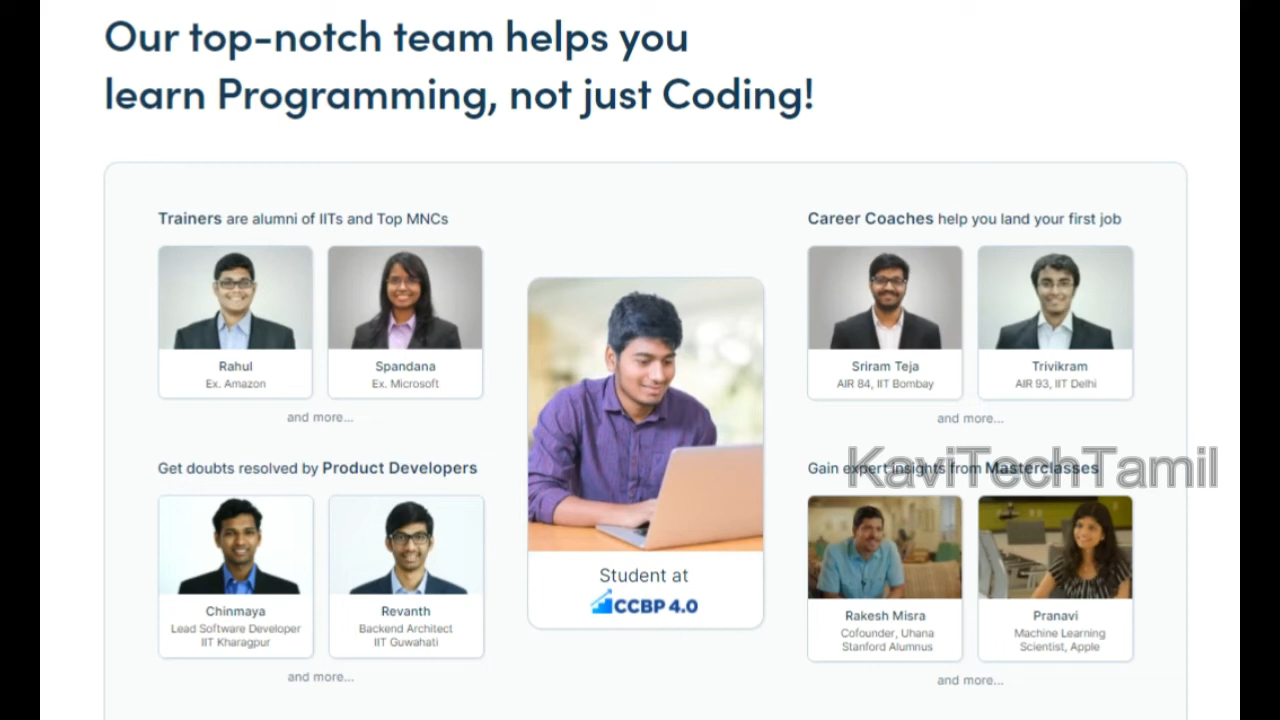 Our top-notch team helps you
learn Programming, not just Coding!
Trainers are alumni of IITs and Top MNCs
Rahul
Ex. Amazon
Spandana
Ex. Microsoft
and more...
Get doubts resolved by Product Developers
Chinmaya
Lead Software Developer
IIT Kharagpur
Revanth
Backend Architect
IIT Guwahati
and more...
Student at
CCBP 4.0
Career Coaches help you land your first job
Sriram Teja
AIR 84, IIT Bombay
Trivikram
AIR 93, IIT Delhi
and more...
Gain expert insights from Masterclasses
KaviTechTamil
Rakesh Misra
Cofounder, Uhana
Stanford Alumnus
Pranavi
Machine Learning
Scientist, Apple
and more...